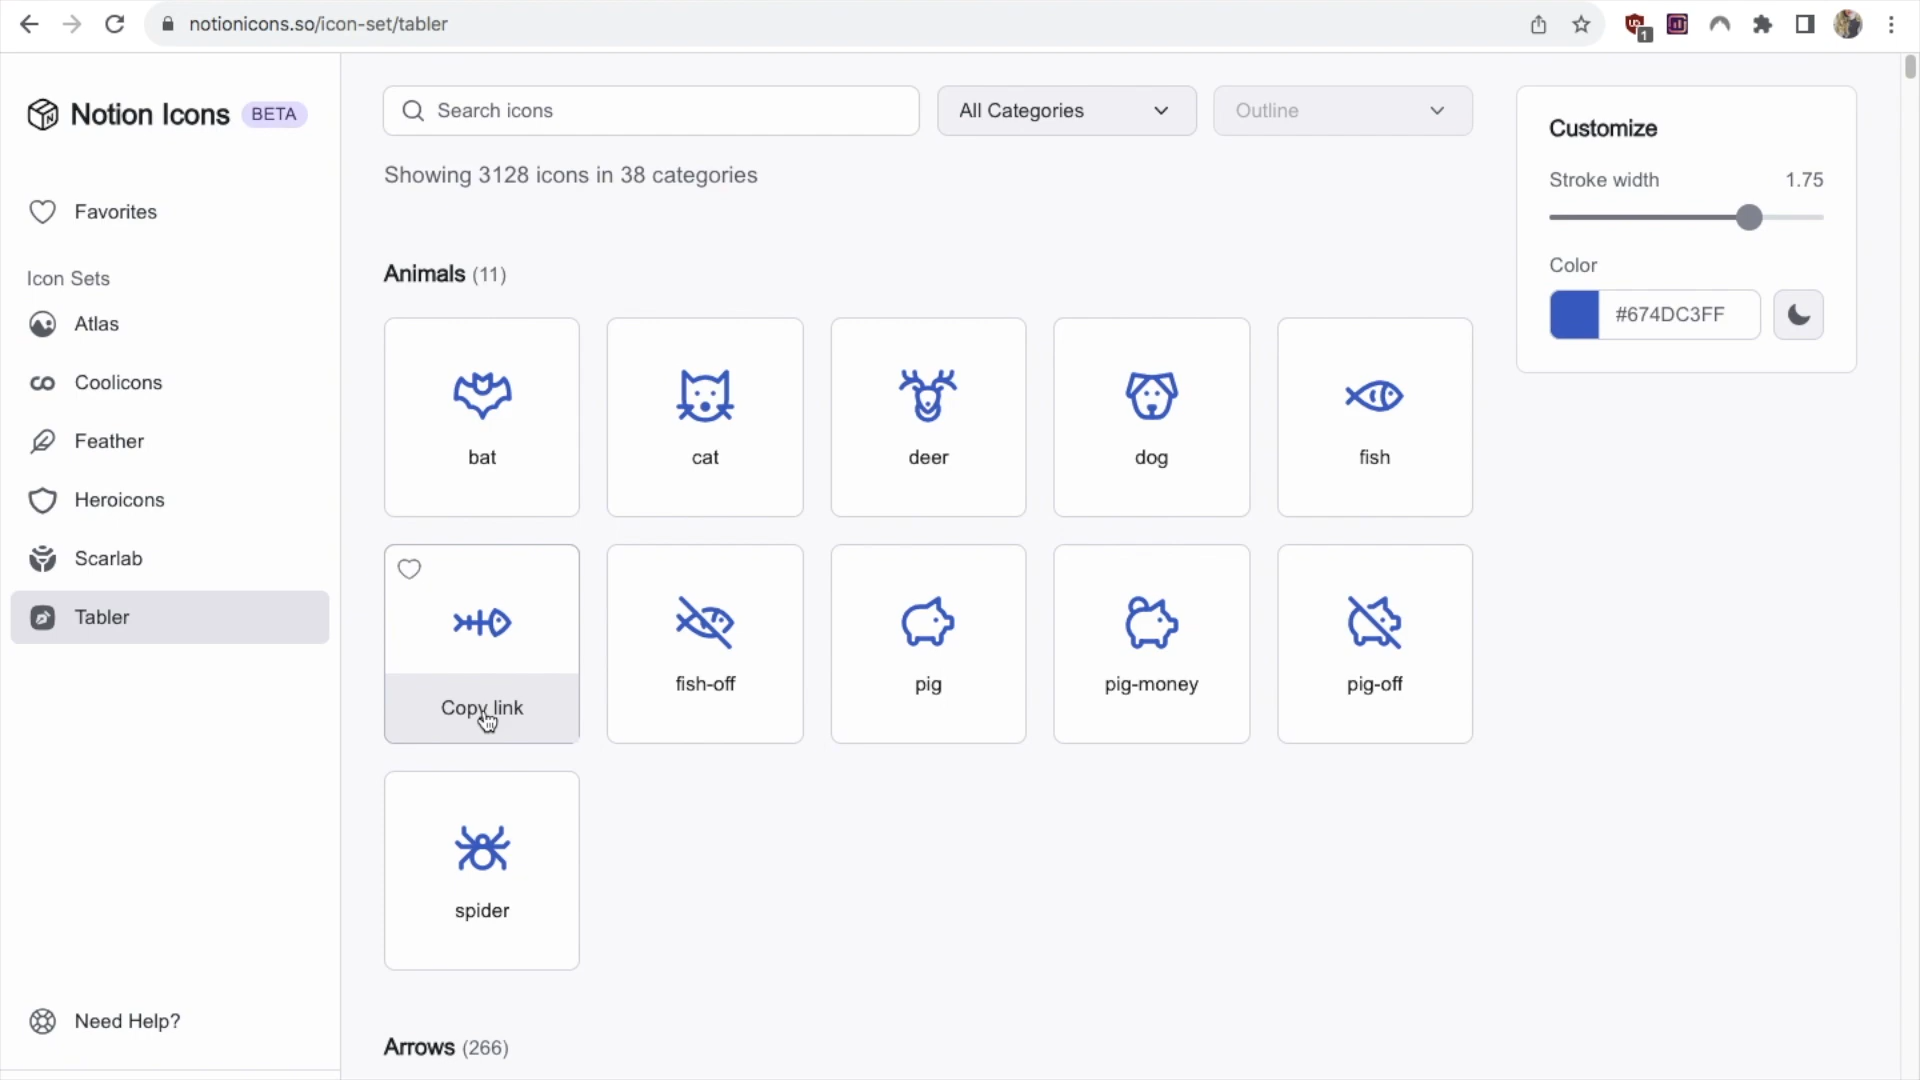 notionicons.so/icon-set/tabler
1
Notion Icons BETA
Search icons
All Categories
Outline
Customize
Showing 3128 icons in 38 categories
Stroke width 1.75
Favorites
Color
Icon Sets
Animals (11)
#674DC3FF
Atlas
Coolicons
Feather
Heroicons
Scarlab
Tabler
bat cat deer dog fish
Copy link fish-off pig pig-money pig-off
spider
Need Help?
Arrows (266)